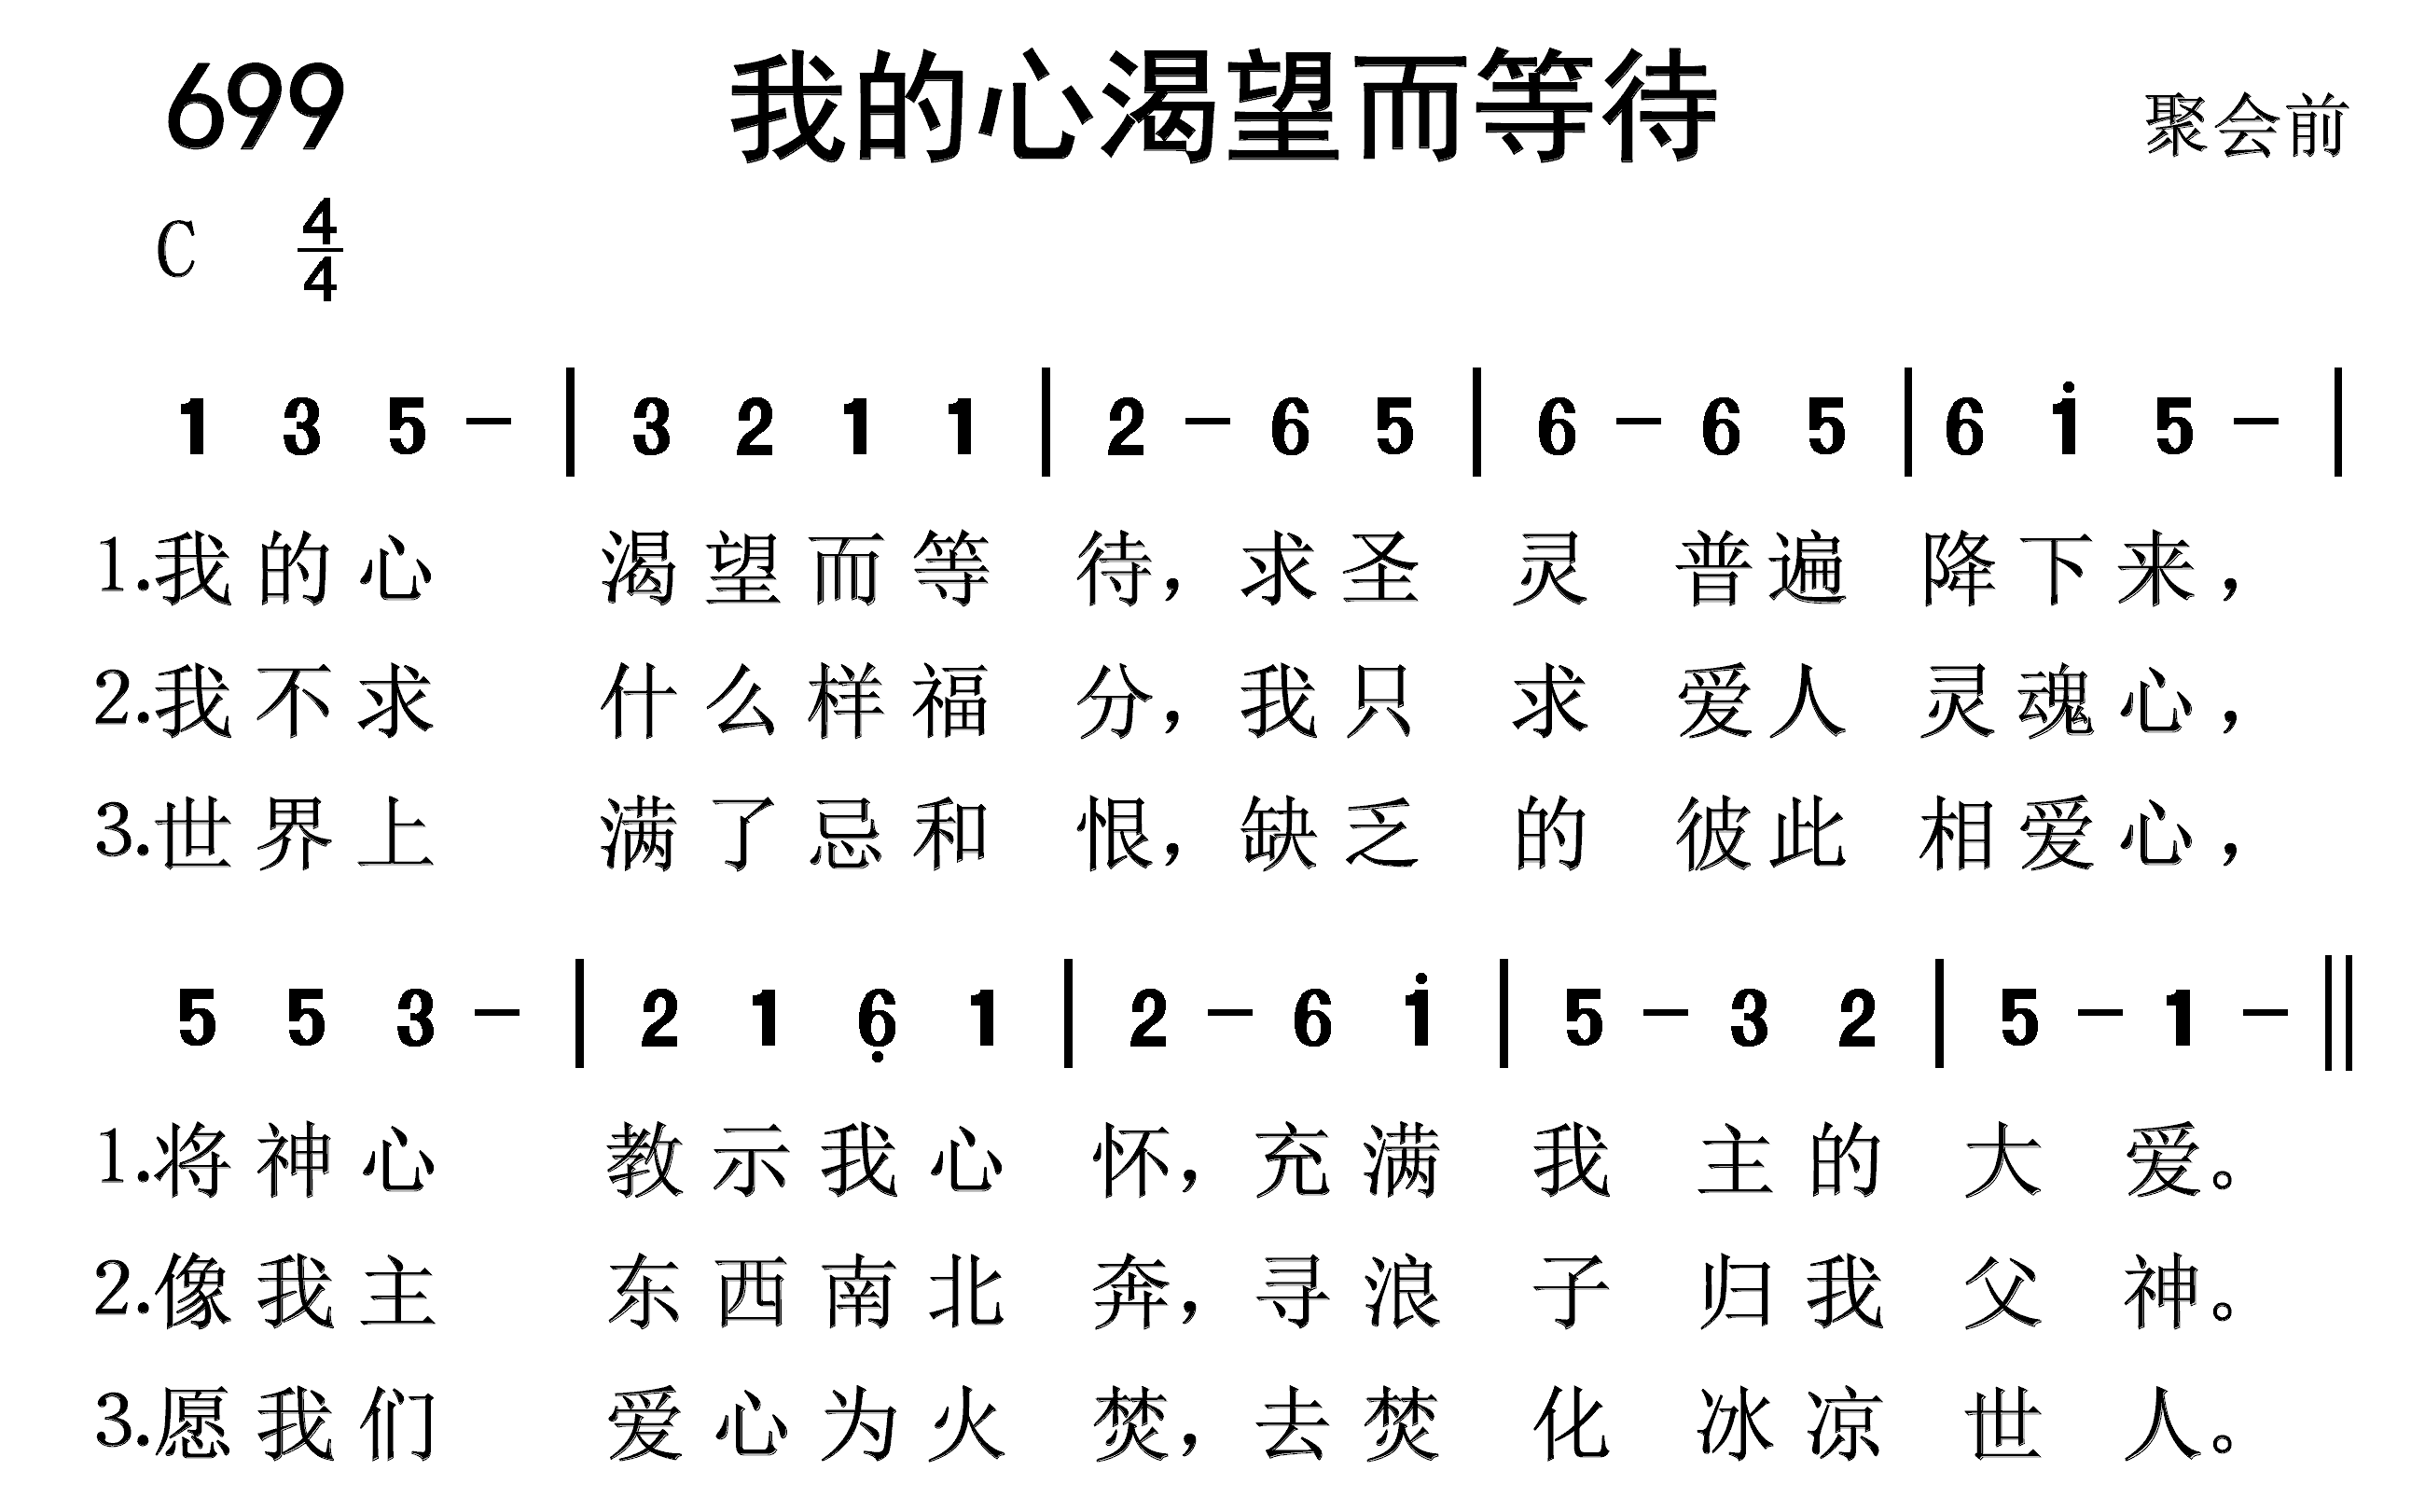 699 我的心渴望而等待 聚会前
C 4/4
1 3 5 － | 3 2 1 1 | 2 － 6 5 | 6 － 6 5 | 6 1̇ 5 － |
1.我的心 渴望而等 待，求圣 灵 普遍 降下来，
2.我不求 什么样福 分，我只 求 爱人 灵魂心，
3.世界上 满了忌和 恨，缺乏 的 彼此 相爱心，
5 5 3 － | 2 1 6̣ 1 | 2 － 6 1̇ | 5 － 3 2 | 5 － 1 － ‖
1.将神心 教示我心 怀，充满 我 主的 大 爱。
2.像我主 东西南北 奔，寻浪 子 归我 父 神。
3.愿我们 爱心为火 焚，去焚 化 冰凉 世 人。